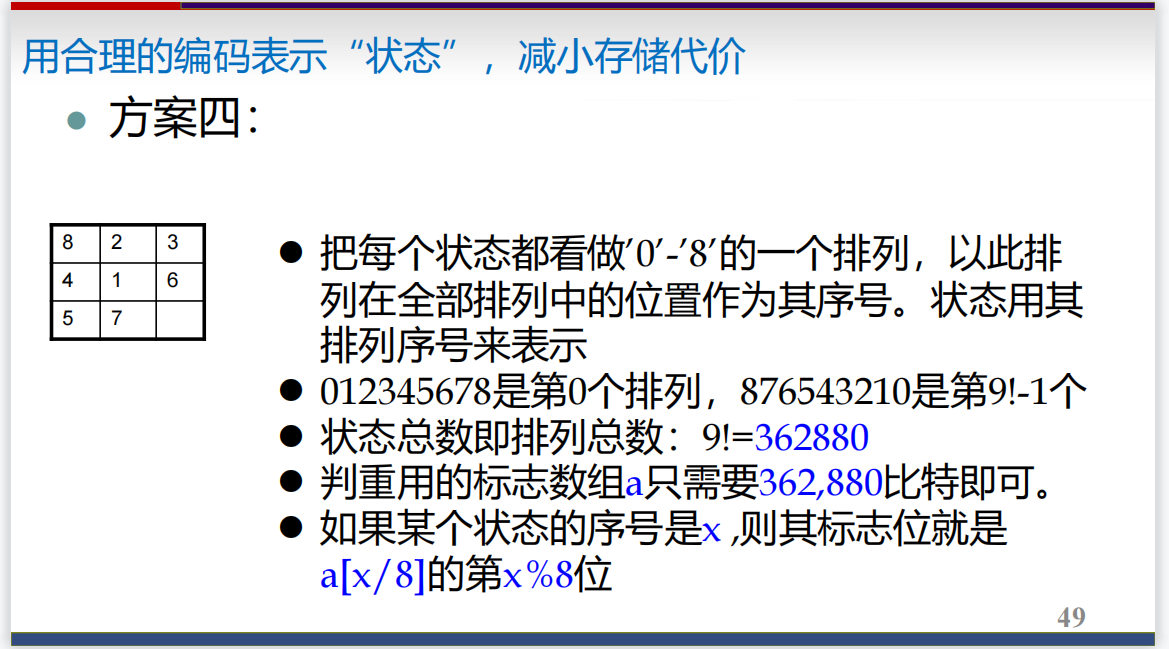 用合理的编码表示“状态”，减小存储代价
方案四：
8 2 3
4 1 6
5 7
把每个状态都看做’0’-’8’的一个排列，以此排
列在全部排列中的位置作为其序号。状态用其
排列序号来表示
012345678是第0个排列，876543210是第9!-1个
状态总数即排列总数：9!=362880
判重用的标志数组a只需要362,880比特即可。
如果某个状态的序号是x ,则其标志位就是
a[x/8]的第x%8位
49